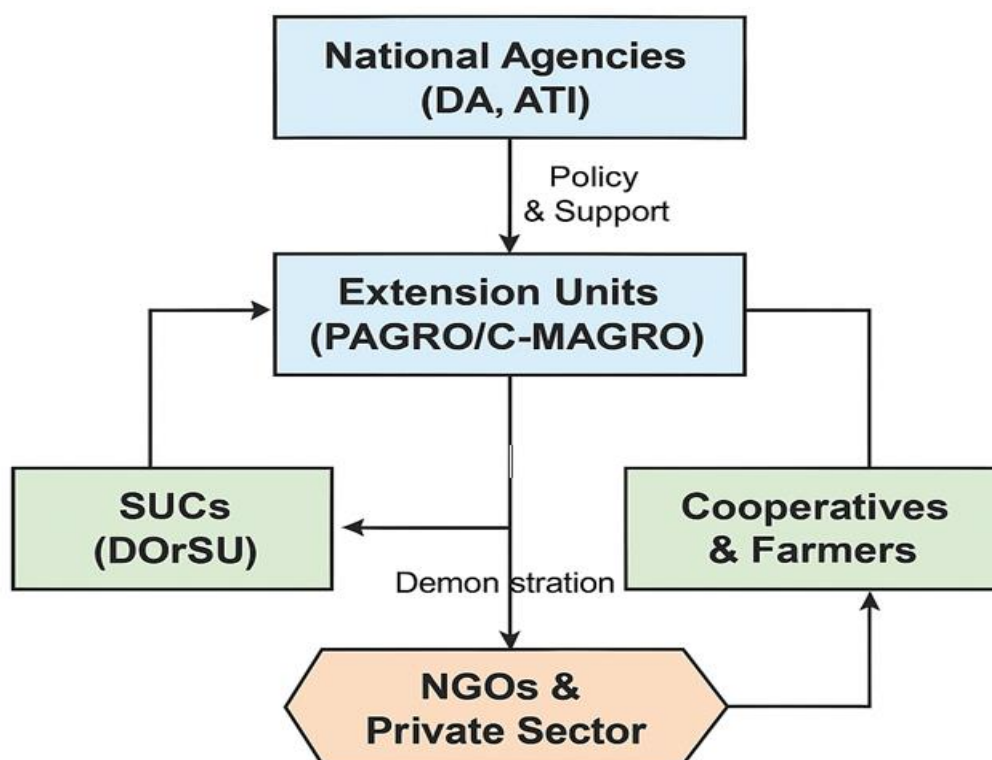 National Agencies
(DA, ATI)
Policy
& Support
Extension Units
(PAGRO/C-MAGRO)
SUCs
(DOrSU)
Cooperatives
& Farmers
Demon stration
NGOs &
Private Sector